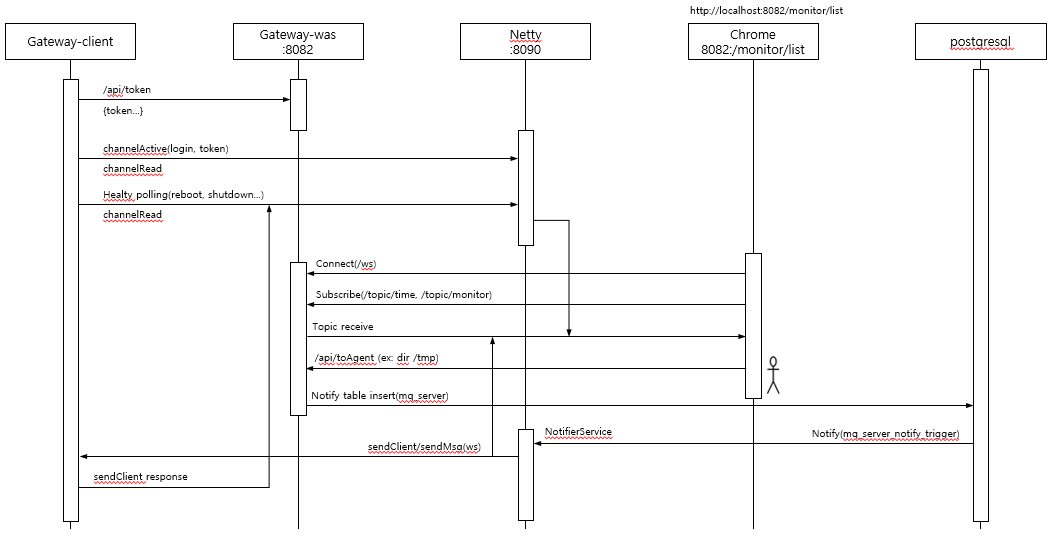 http://localhost:8082/monitor/list
Gateway-client
Gateway-was
:8082
Netty
:8090
Chrome
8082:/monitor/list
postgresql
/api/token
{token...}
channelActive(login, token)
channelRead
Healty polling(reboot, shutdown...)
channelRead
Connect(/ws)
Subscribe(/topic/time, /topic/monitor)
Topic receive
/api/toAgent (ex: dir /tmp)
Notify table insert(mq_server)
NotifierService
Notify(mq_server_notify_trigger)
sendClient/sendMsg(ws)
sendClient response